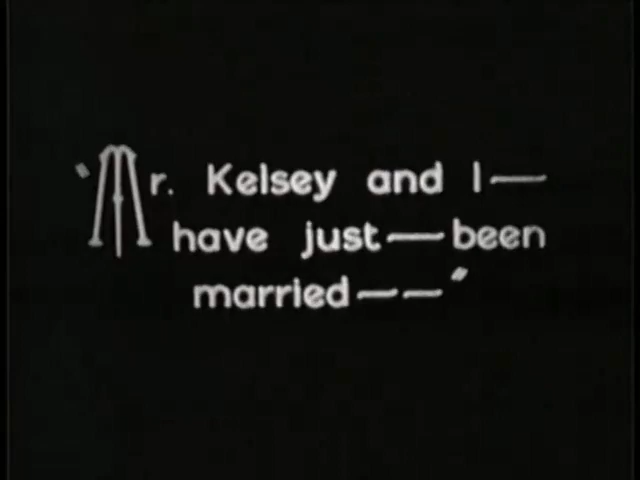 "Mr. Kelsey and I—
have just—been
married——"